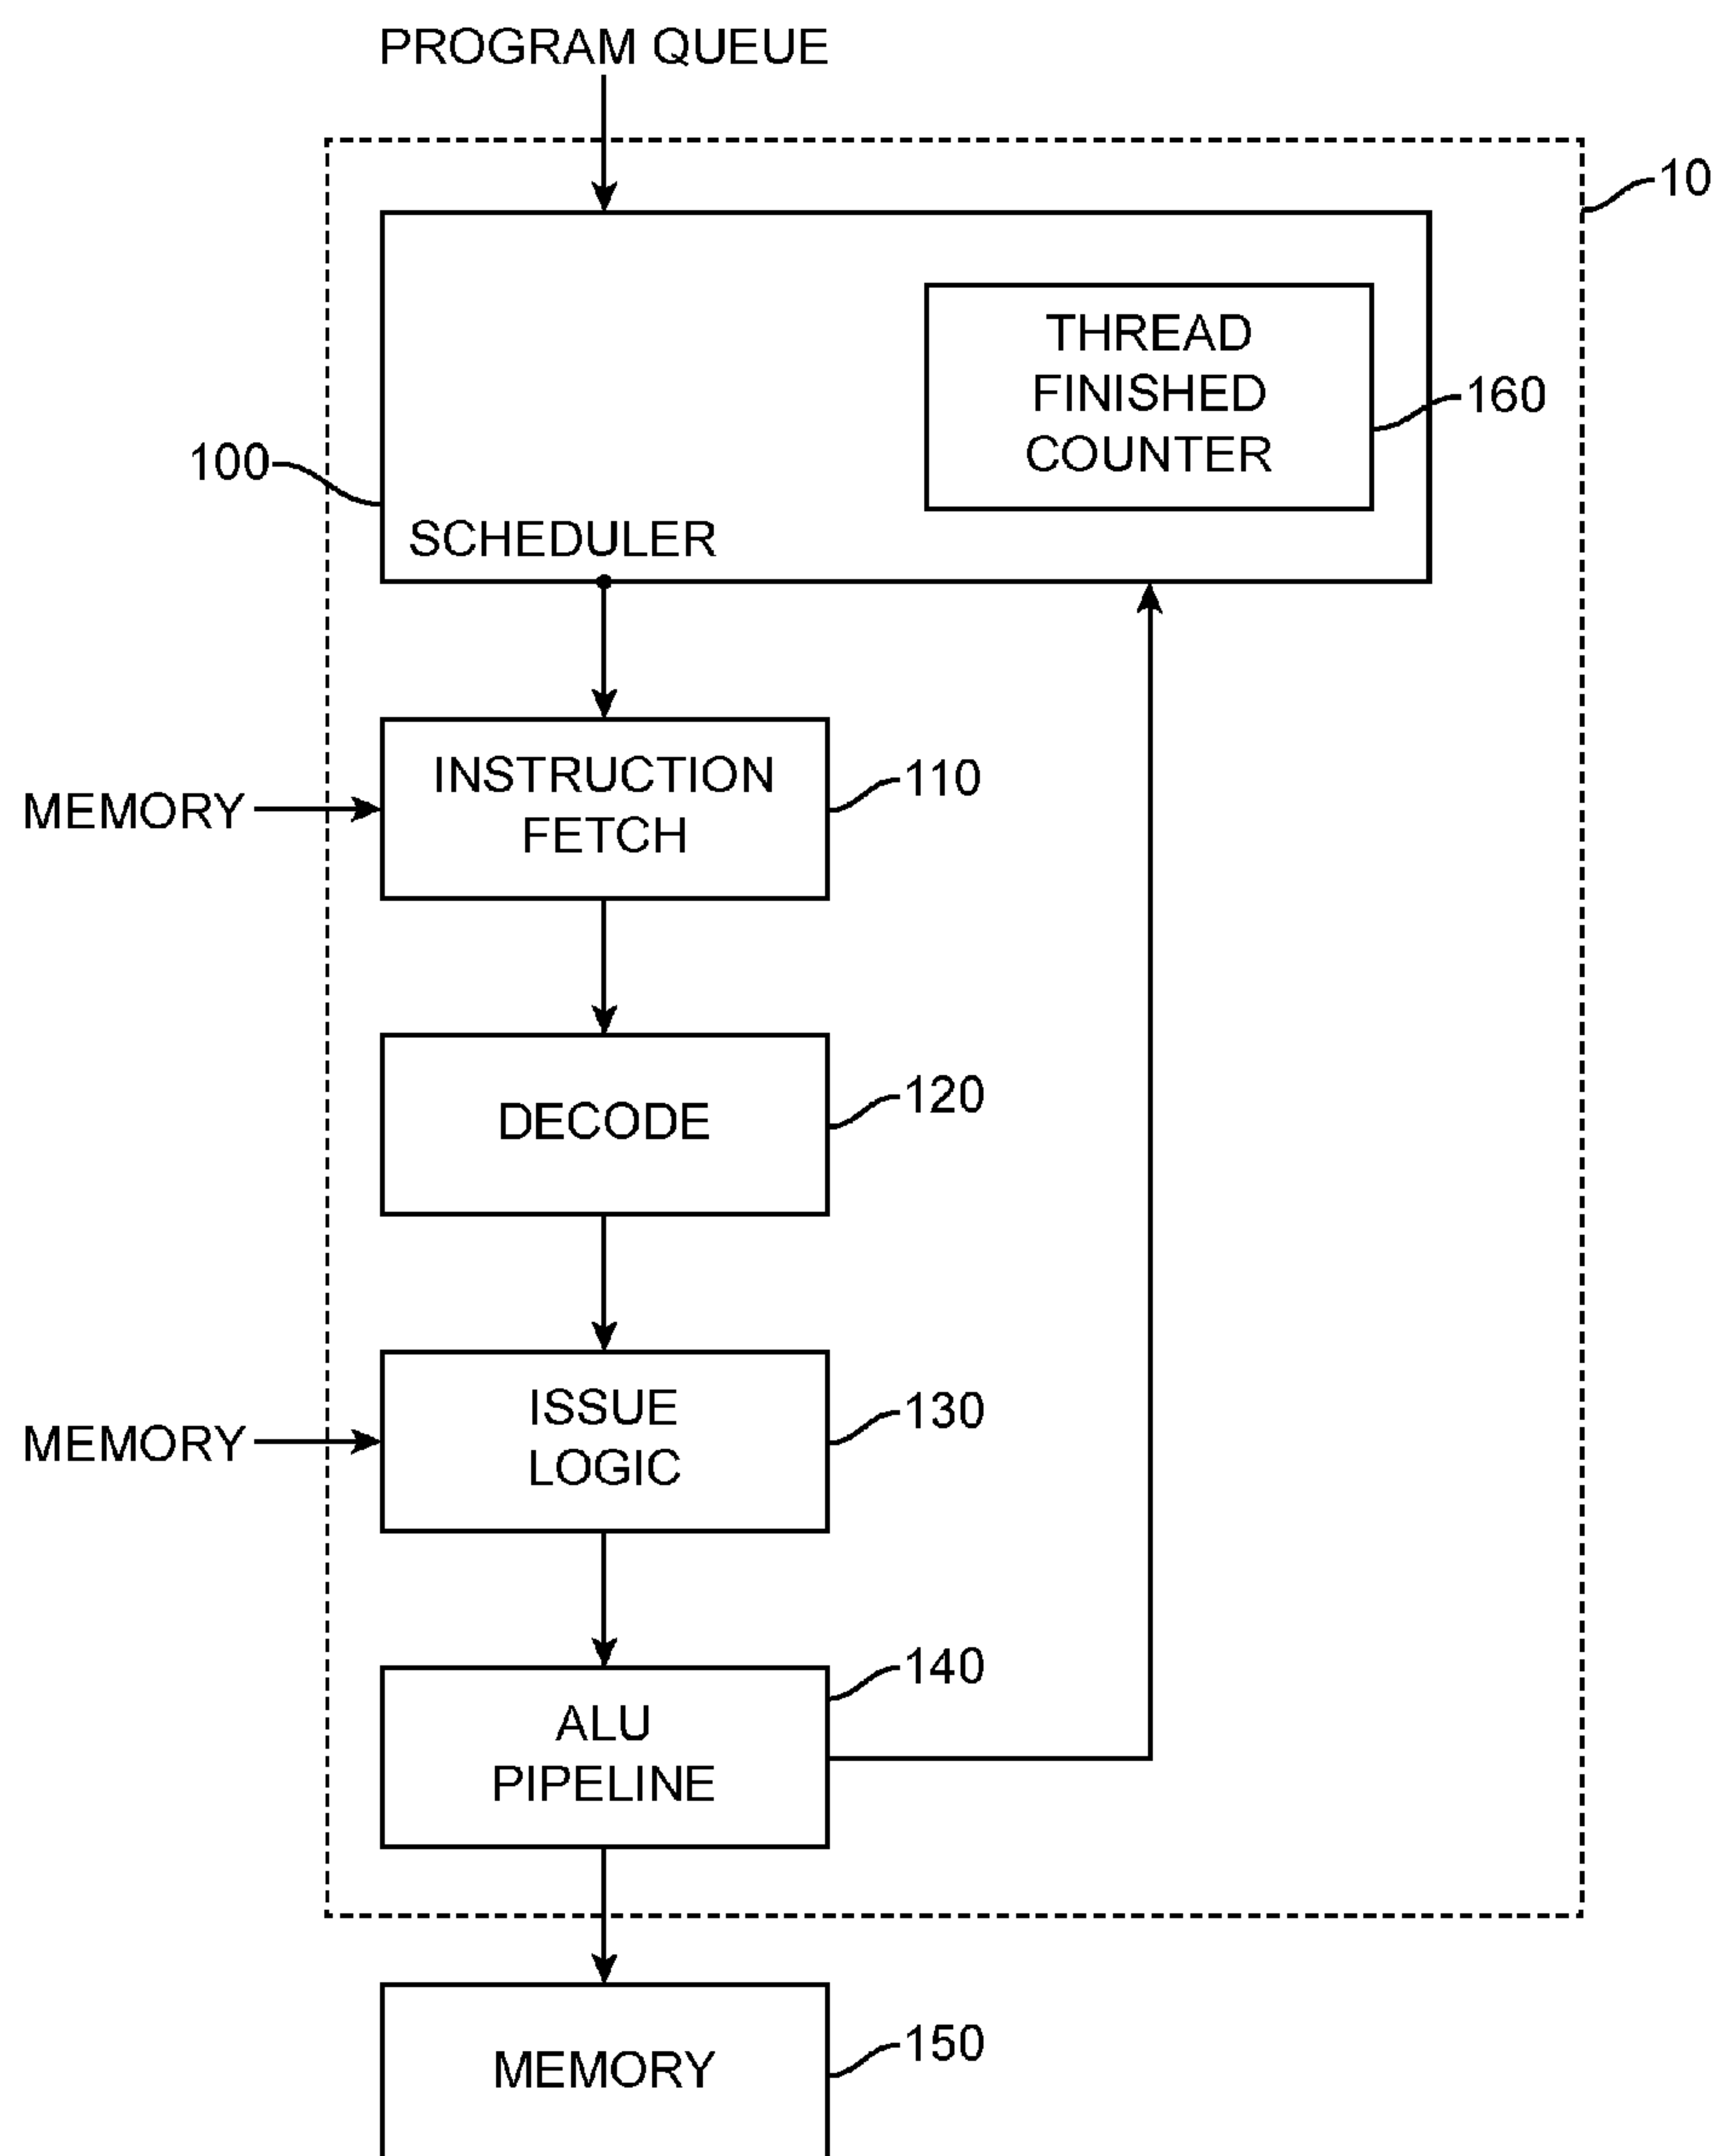 PROGRAM QUEUE
10
THREAD
FINISHED
COUNTER
160
100
SCHEDULER
INSTRUCTION
FETCH
110
MEMORY
DECODE
120
ISSUE
LOGIC
130
MEMORY
ALU
PIPELINE
140
MEMORY
150